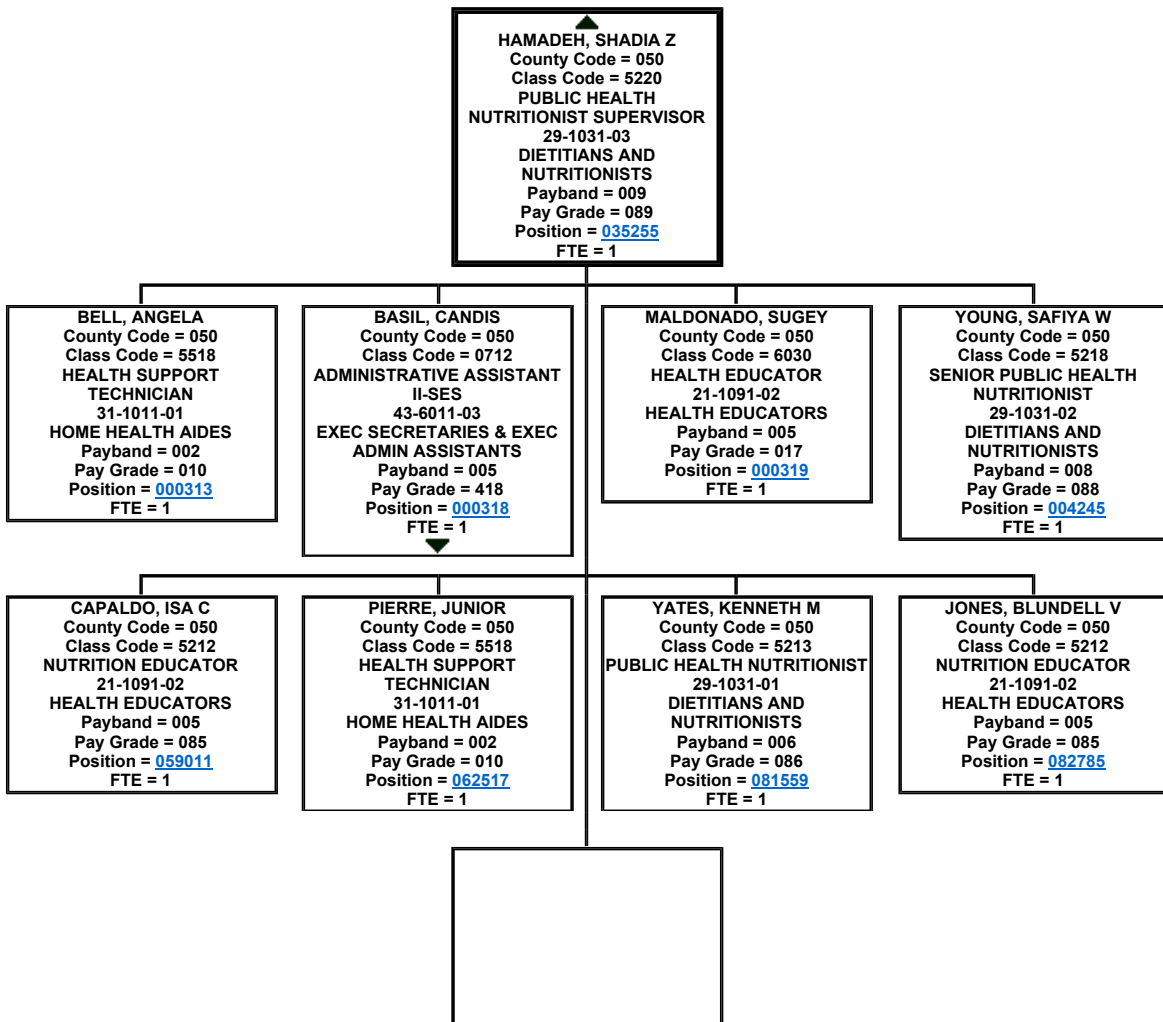 HAMADEH, SHADIA Z
County Code = 050
Class Code = 5220
PUBLIC HEALTH
NUTRITIONIST SUPERVISOR
29-1031-03
DIETITIANS AND
NUTRITIONISTS
Payband = 009
Pay Grade = 089
Position = 035255
FTE = 1
BELL, ANGELA
County Code = 050
Class Code = 5518
HEALTH SUPPORT
TECHNICIAN
31-1011-01
HOME HEALTH AIDES
Payband = 002
Pay Grade = 010
Position = 000313
FTE = 1
BASIL, CANDIS
County Code = 050
Class Code = 0712
ADMINISTRATIVE ASSISTANT
II-SES
43-6011-03
EXEC SECRETARIES & EXEC
ADMIN ASSISTANTS
Payband = 005
Pay Grade = 418
Position = 000318
FTE = 1
MALDONADO, SUGEY
County Code = 050
Class Code = 6030
HEALTH EDUCATOR
21-1091-02
HEALTH EDUCATORS
Payband = 005
Pay Grade = 017
Position = 000319
FTE = 1
YOUNG, SAFIYA W
County Code = 050
Class Code = 5218
SENIOR PUBLIC HEALTH
NUTRITIONIST
29-1031-02
DIETITIANS AND
NUTRITIONISTS
Payband = 008
Pay Grade = 088
Position = 004245
FTE = 1
CAPALDO, ISA C
County Code = 050
Class Code = 5212
NUTRITION EDUCATOR
21-1091-02
HEALTH EDUCATORS
Payband = 005
Pay Grade = 085
Position = 059011
FTE = 1
PIERRE, JUNIOR
County Code = 050
Class Code = 5518
HEALTH SUPPORT
TECHNICIAN
31-1011-01
HOME HEALTH AIDES
Payband = 002
Pay Grade = 010
Position = 062517
FTE = 1
YATES, KENNETH M
County Code = 050
Class Code = 5213
PUBLIC HEALTH NUTRITIONIST
29-1031-01
DIETITIANS AND
NUTRITIONISTS
Payband = 006
Pay Grade = 086
Position = 081559
FTE = 1
JONES, BLUNDELL V
County Code = 050
Class Code = 5212
NUTRITION EDUCATOR
21-1091-02
HEALTH EDUCATORS
Payband = 005
Pay Grade = 085
Position = 082785
FTE = 1